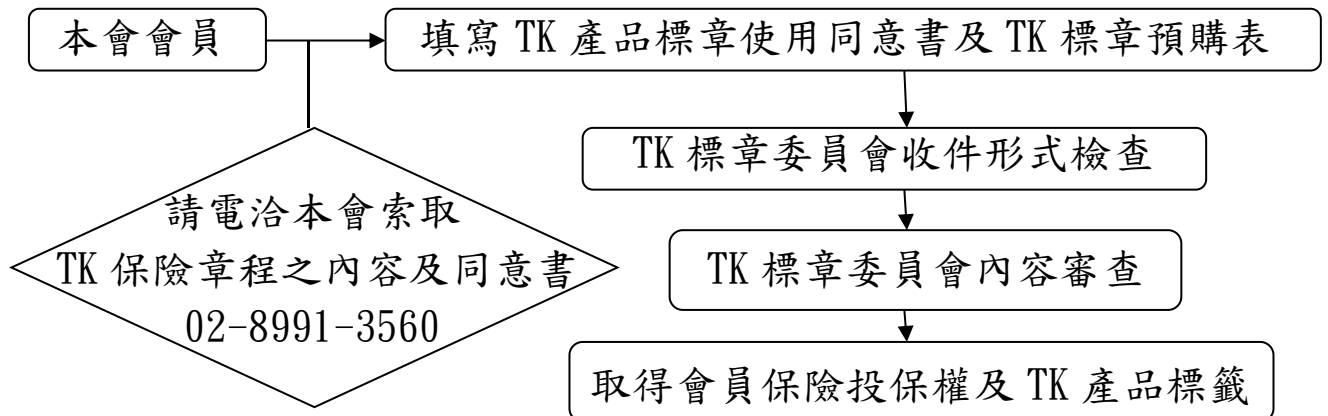 本會會員
填寫 TK 產品標章使用同意書及 TK 標章預購表
TK 標章委員會收件形式檢查
請電洽本會索取
TK 保險章程之內容及同意書
02-8991-3560
TK 標章委員會內容審查
取得會員保險投保權及 TK 產品標籤